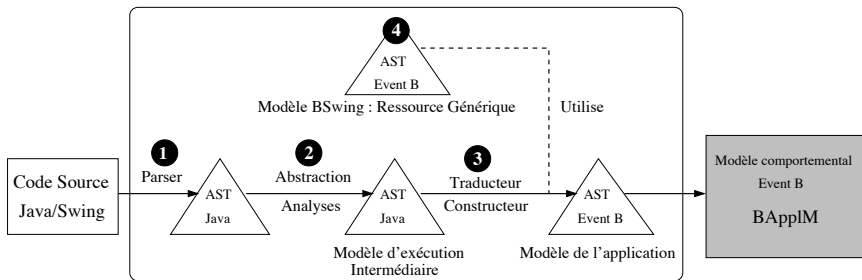 4
AST
Event B
Modèle BSwing : Ressource Générique
Utilise
1
Parser
2
Abstraction
Analyses
3
Traducteur
Constructeur
Code Source
Java/Swing
AST
Java
AST
Java
Modèle d'exécution
Intermédiaire
AST
Event B
Modèle de l'application
Modèle comportemental
Event B
BApplM